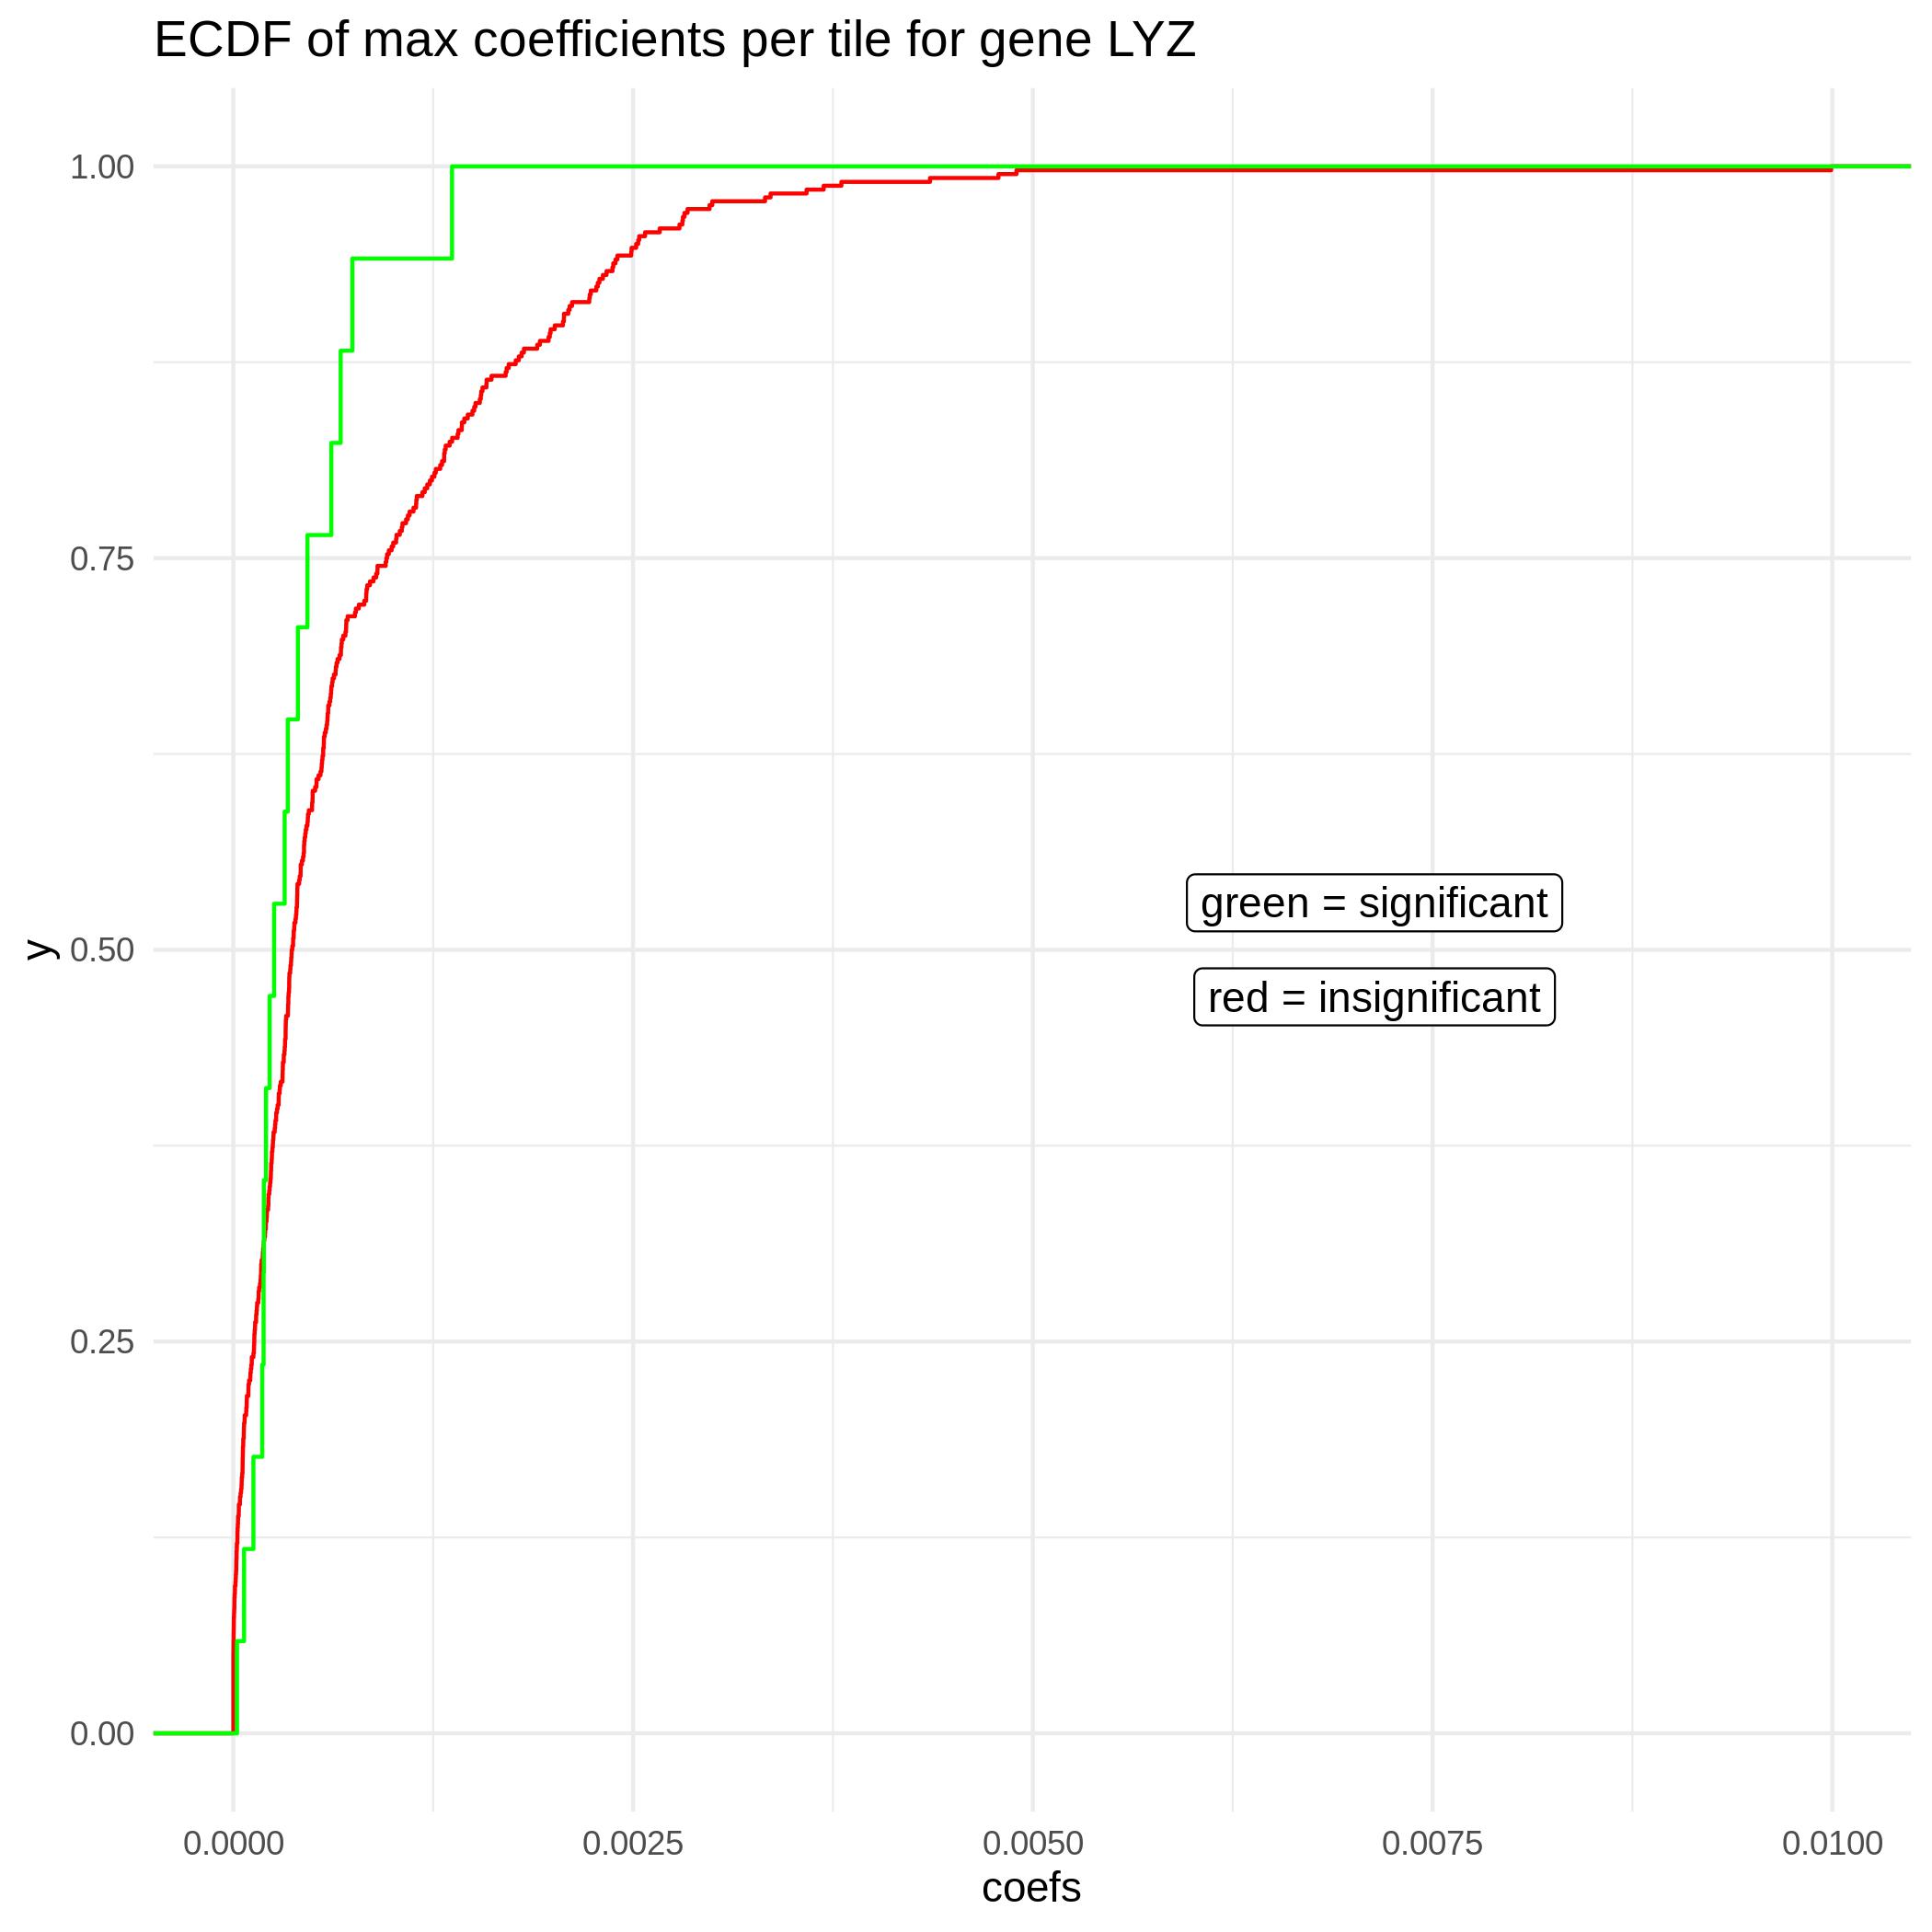 ECDF of max coefficients per tile for gene LYZ
1.00
0.75
0.50
0.25
0.00
y
green = significant
red = insignificant
0.0000 0.0025 0.0050 0.0075 0.0100
coefs